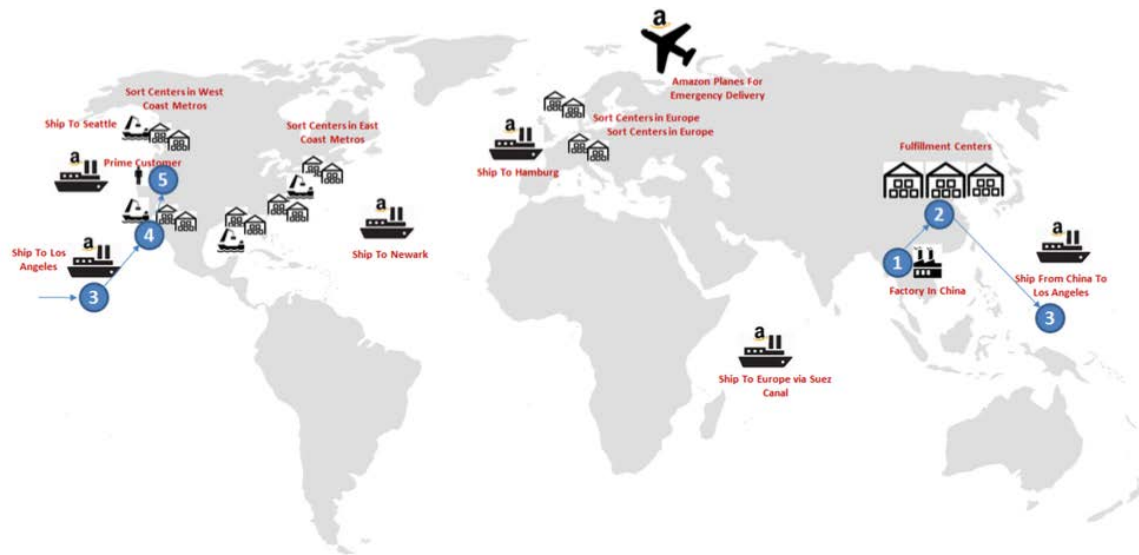 a
Amazon Planes For
Emergency Delivery
Sort Centers in West
Coast Metros
Ship To Seattle
Sort Centers in East
Coast Metros
Sort Centers in Europe
Sort Centers in Europe
a
Ship To Hamburg
Fulfillment Centers
a
Prime Customer
5
a
Ship To Newark
4
a
Ship To Los
Angeles
3
2
1
Factory In China
a
Ship From China To
Los Angeles
3
a
Ship To Europe via Suez
Canal